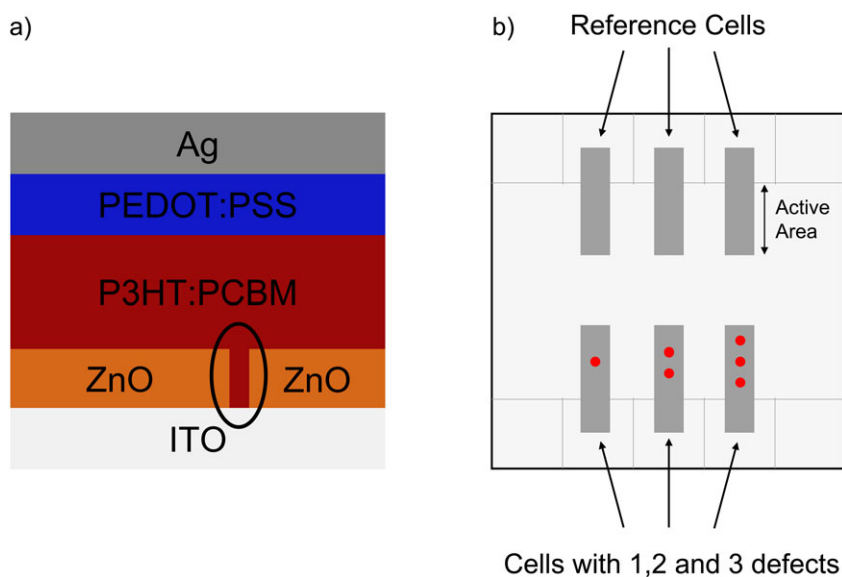 a)
Ag
PEDOT:PSS
P3HT:PCBM
ZnO
ZnO
ITO
b)
Reference Cells
Active
Area
Cells with 1,2 and 3 defects